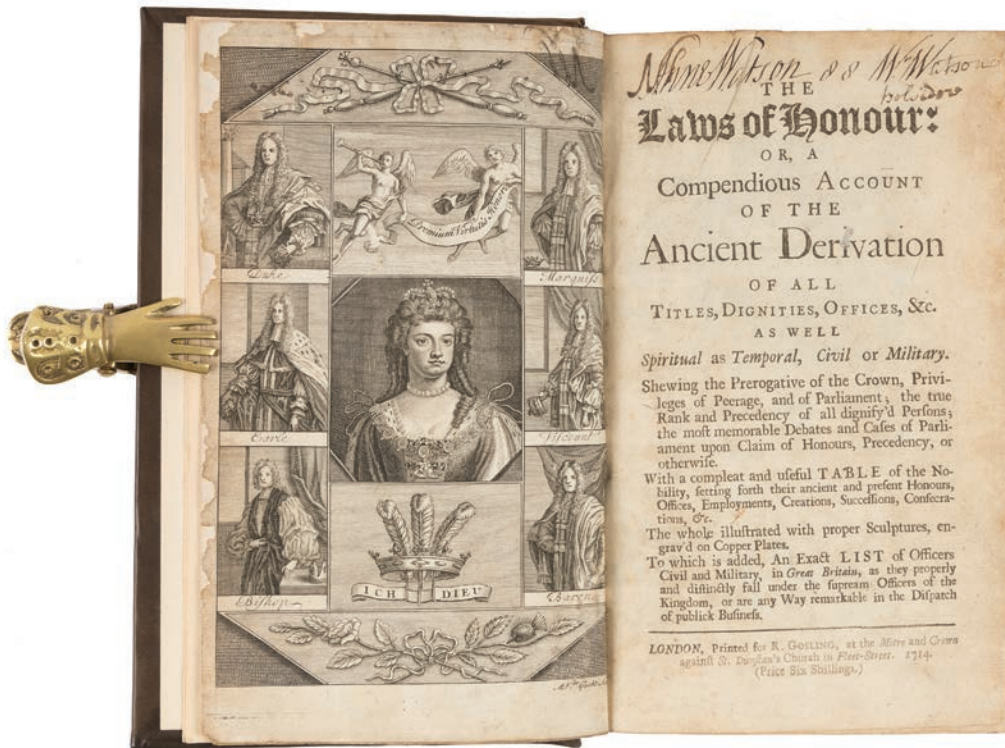 Præmium Virtutis Honor
Duke
Marquiss
Earle
Viscount
ICH DIEU
Bishop
Baron
Watson 88 Wm Watson
THE
Laws of Honour:
OR, A
Compendious ACCOUNT
OF THE
Ancient Derivation
OF ALL
TITLES, DIGNITIES, OFFICES, &c.
AS WELL
Spiritual as Temporal, Civil or Military.
Shewing the Prerogative of the Crown, Privi-
leges of Peerage, and of Parliament; the true
Rank and Precedency of all dignify'd Persons;
the most memorable Debates and Caſes of Parli-
ament upon Claim of Honours, Precedency, or
otherwiſe.
With a compleat and uſeful TABLE of the No-
bility, ſetting forth their ancient and preſent Honours,
Offices, Employments, Creations, Succeſſions, Conſecra-
tions, &c.
The whole illuſtrated with proper Sculptures, en-
grav'd on Copper Plates.
To which is added, An Exact LIST of Officers
Civil and Military, in Great Britain, as they properly
and diſtinctly fall under the ſupream Officers of the
Kingdom, or are any Way remarkable in the Diſpatch
of publick Buſineſs.
LONDON, Printed for R. GOSLING, at the Mitre and Crown
againſt St. Dunſtan's Church in Fleet-Street. 1714.
(Price Six Shillings.)